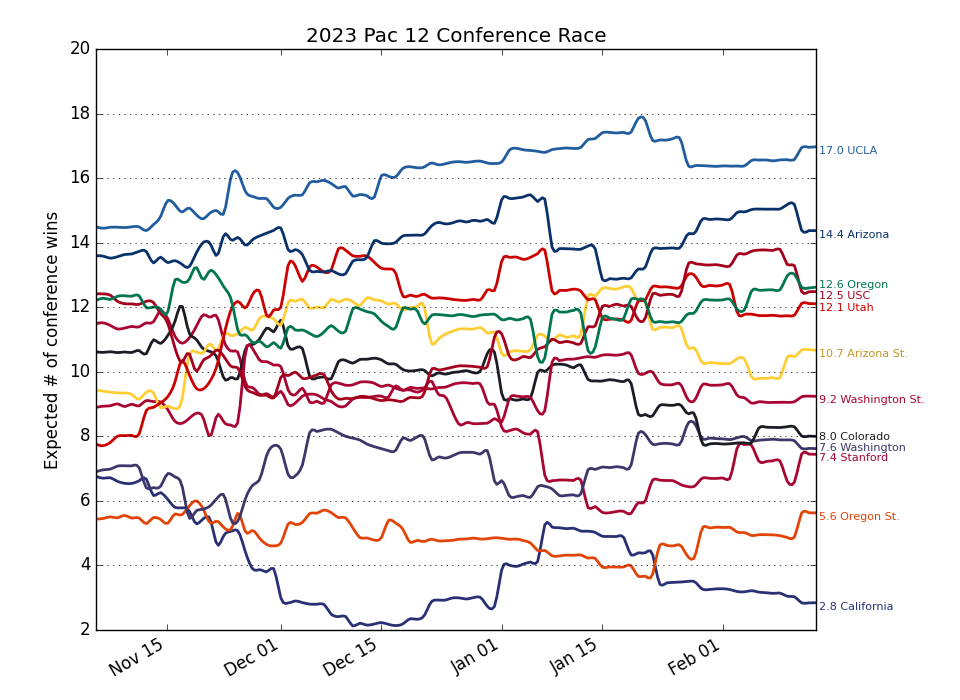 2023 Pac 12 Conference Race
Expected # of conference wins
20
18
16
14
12
10
8
6
4
2
17.0 UCLA
14.4 Arizona
12.6 Oregon
12.5 USC
12.1 Utah
10.7 Arizona St.
9.2 Washington St.
8.0 Colorado
7.6 Washington
7.4 Stanford
5.6 Oregon St.
2.8 California
Nov 15
Dec 01
Dec 15
Jan 01
Jan 15
Feb 01